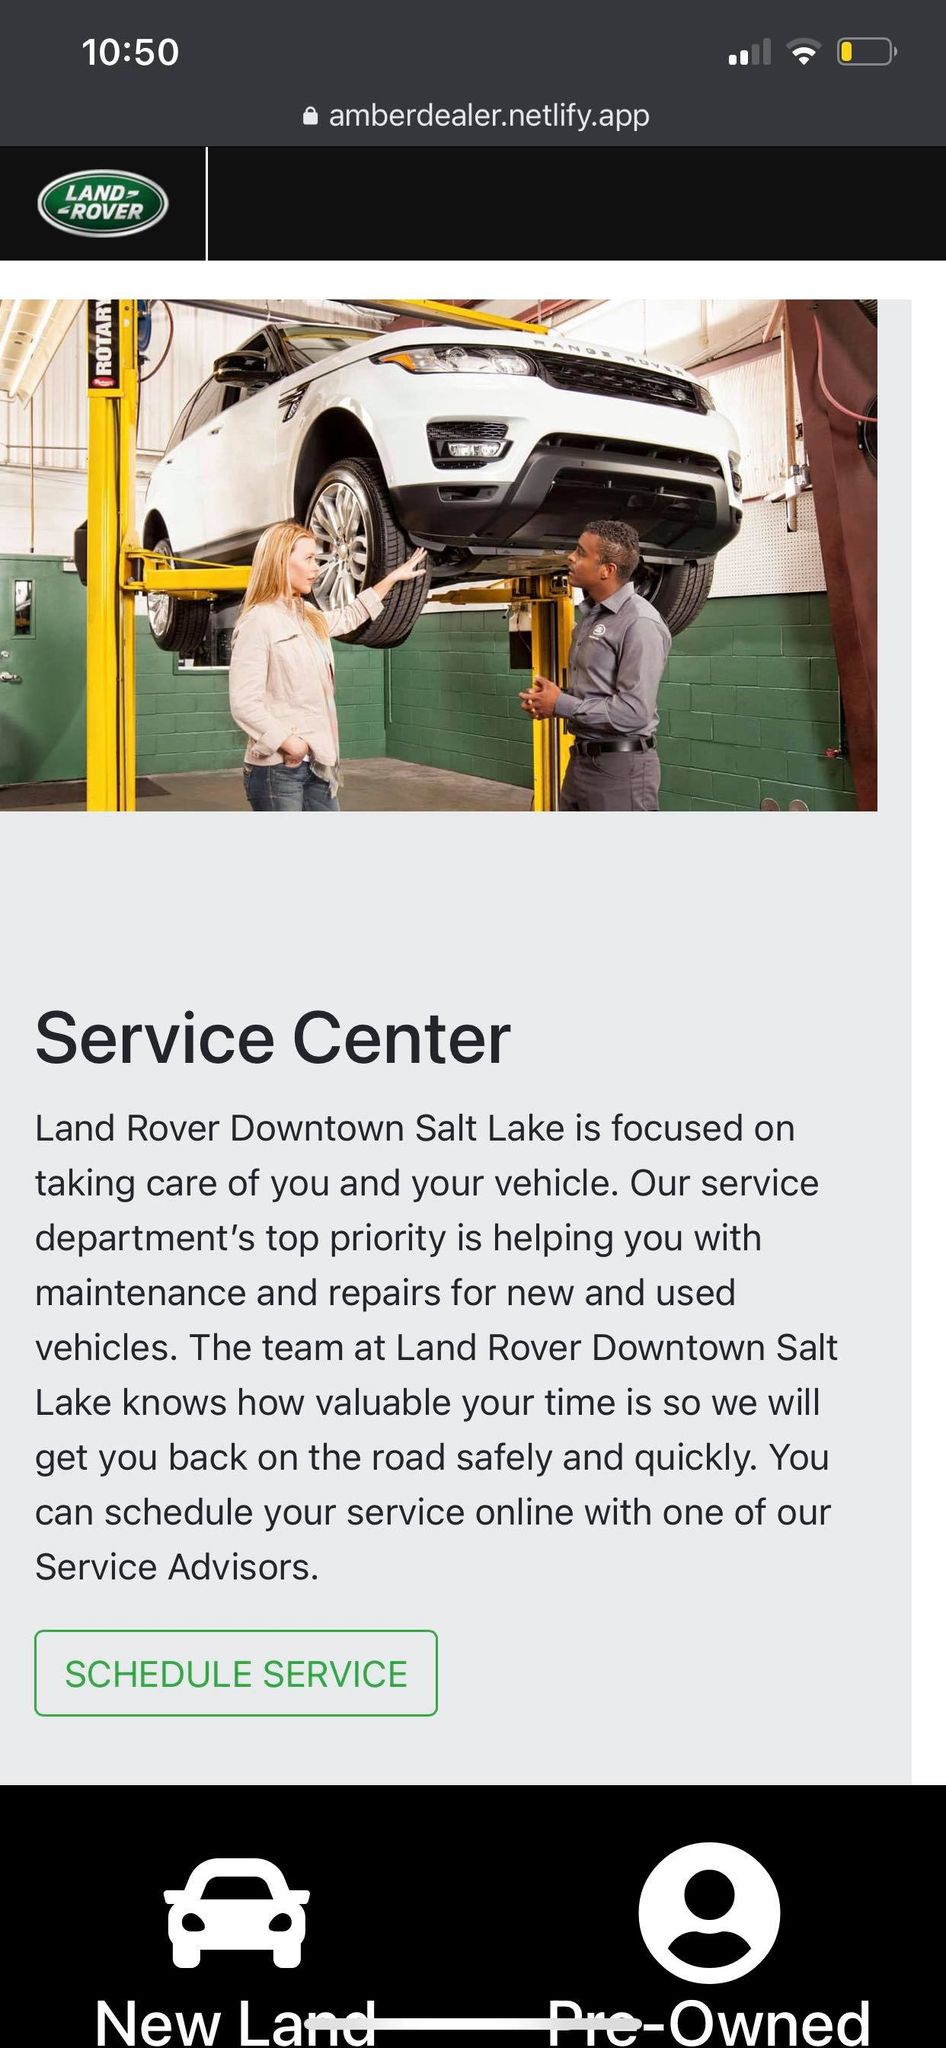 10:50
amberdealer.netlify.app
LAND-
-ROVER
ROTARY
RANGE ROVER
Service Center
Land Rover Downtown Salt Lake is focused on
taking care of you and your vehicle. Our service
department’s top priority is helping you with
maintenance and repairs for new and used
vehicles. The team at Land Rover Downtown Salt
Lake knows how valuable your time is so we will
get you back on the road safely and quickly. You
can schedule your service online with one of our
Service Advisors.
SCHEDULE SERVICE
New Land
Pre-Owned